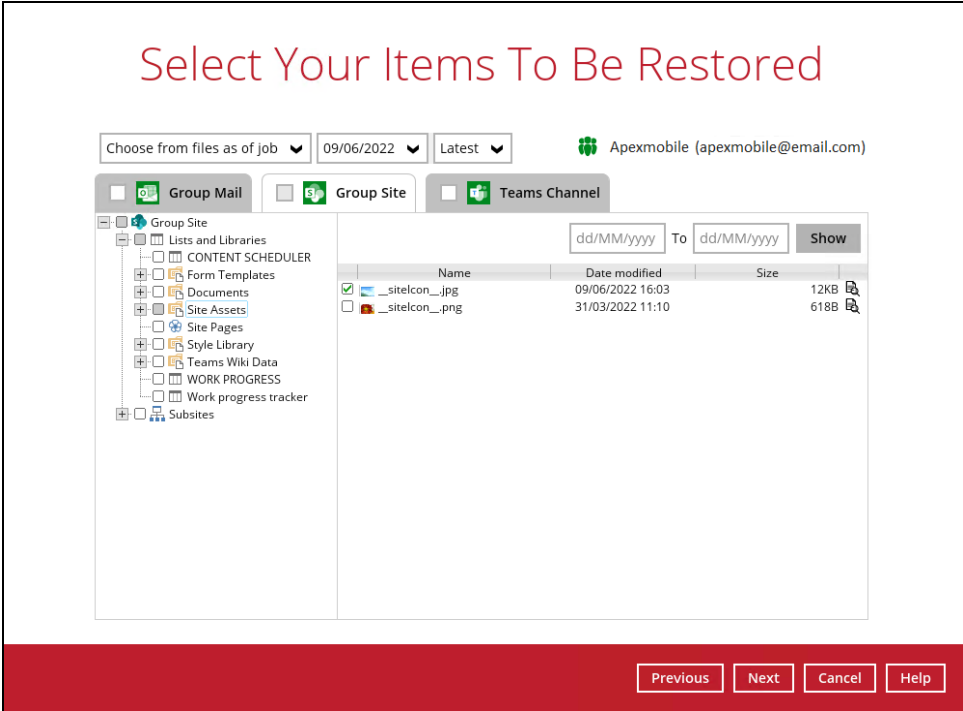 Select Your Items To Be Restored
Choose from files as of job 09/06/2022 Latest Apexmobile (apexmobile@email.com)
Group Mail Group Site Teams Channel
Group Site
Lists and Libraries
CONTENT SCHEDULER
Form Templates
Documents
Site Assets
Site Pages
Style Library
Teams Wiki Data
WORK PROGRESS
Work progress tracker
Subsites
dd/MM/yyyy To dd/MM/yyyy Show
Name Date modified Size
__siteIcon__.jpg 09/06/2022 16:03 12KB
__siteIcon__.png 31/03/2022 11:10 618B
Previous Next Cancel Help